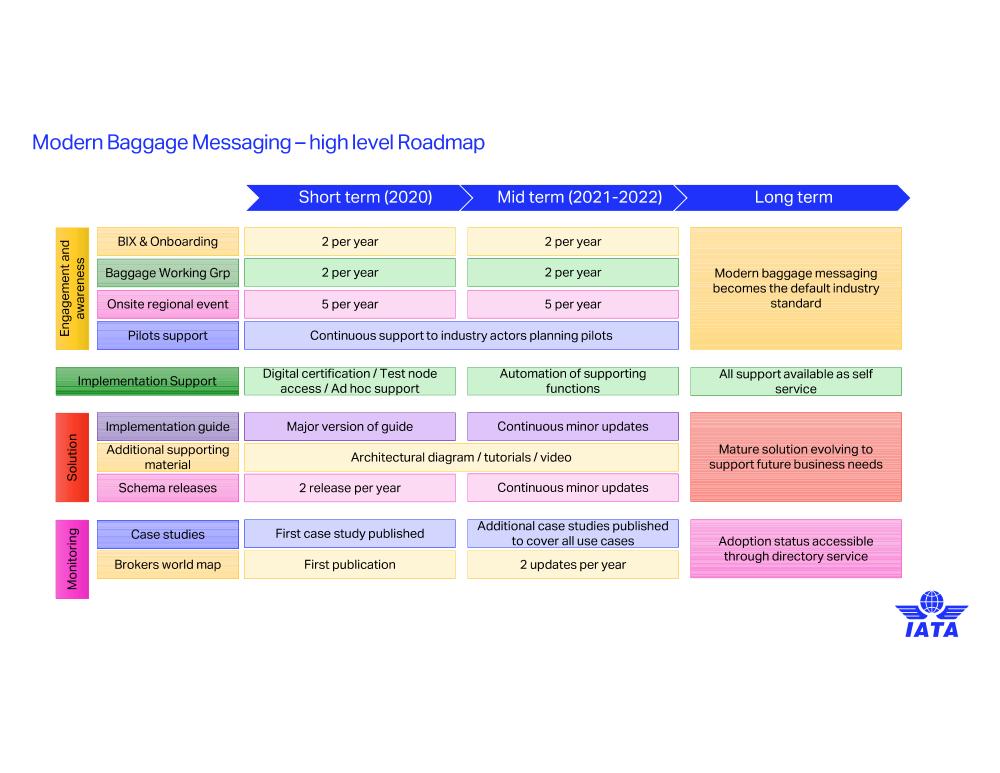 Modern Baggage Messaging – high level Roadmap
Short term (2020)
Mid term (2021-2022)
Long term
Engagement and
awareness
BIX & Onboarding
2 per year
2 per year
Baggage Working Grp
2 per year
2 per year
Onsite regional event
5 per year
5 per year
Pilots support
Continuous support to industry actors planning pilots
Modern baggage messaging
becomes the default industry
standard
Implementation Support
Digital certification / Test node
access / Ad hoc support
Automation of supporting
functions
All support available as self
service
Solution
Implementation guide
Major version of guide
Continuous minor updates
Additional supporting
material
Architectural diagram / tutorials / video
Schema releases
2 release per year
Continuous minor updates
Mature solution evolving to
support future business needs
Monitoring
Case studies
First case study published
Additional case studies published
to cover all use cases
Brokers world map
First publication
2 updates per year
Adoption status accessible
through directory service
IATA